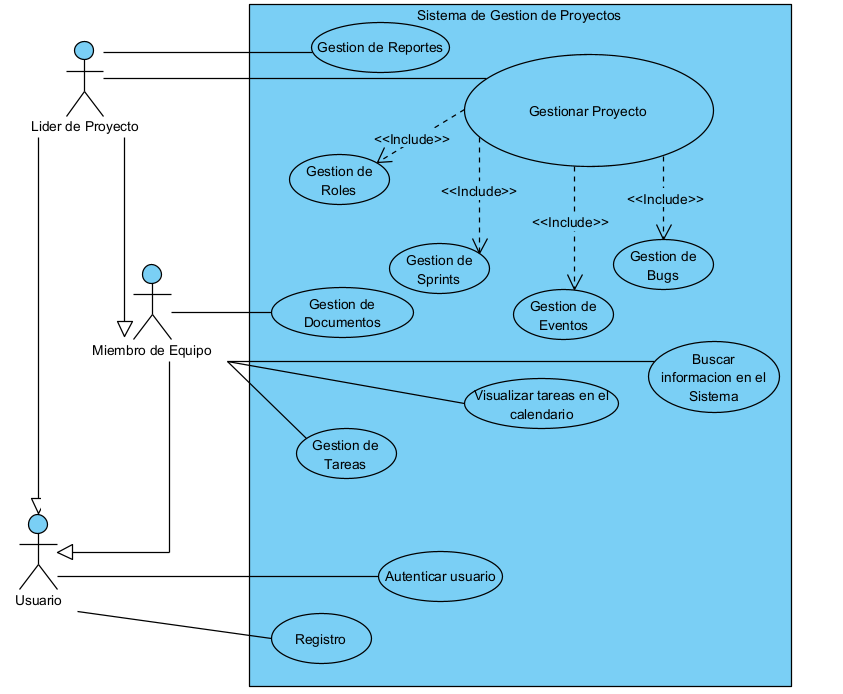 Sistema de Gestion de Proyectos
Gestion de Reportes
Gestionar Proyecto
Lider de Proyecto
<<Include>>
Gestion de
Roles
<<Include>>
<<Include>>
<<Include>>
Gestion de
Sprints
Gestion de
Bugs
Gestion de
Eventos
Gestion de
Documentos
Miembro de Equipo
Buscar
informacion en el
Sistema
Visualizar tareas en el
calendario
Gestion de
Tareas
Autenticar usuario
Usuario
Registro